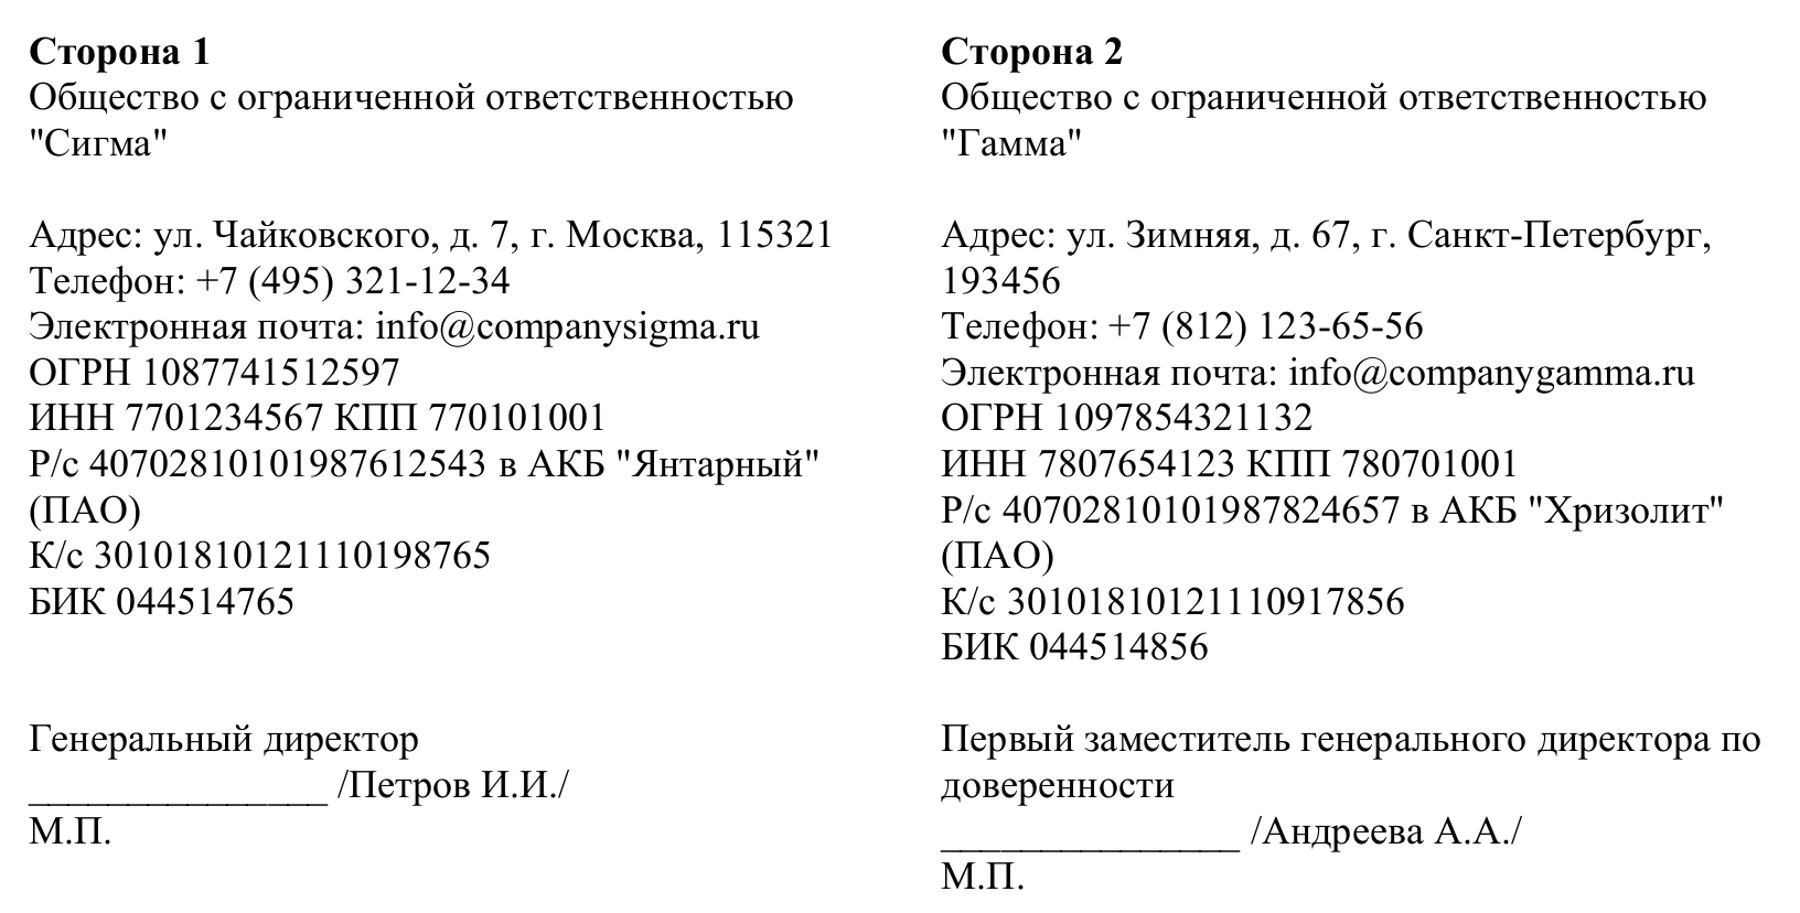 Сторона 1
Общество с ограниченной ответственностью
"Сигма"
Адрес: ул. Чайковского, д. 7, г. Москва, 115321
Телефон: +7 (495) 321-12-34
Электронная почта: info@companysigma.ru
ОГРН 1087741512597
ИНН 7701234567 КПП 770101001
Р/с 40702810101987612543 в АКБ "Янтарный"
(ПАО)
К/с 30101810121110198765
БИК 044514765
Генеральный директор
_______________ /Петров И.И./
М.П.
Сторона 2
Общество с ограниченной ответственностью
"Гамма"
Адрес: ул. Зимняя, д. 67, г. Санкт-Петербург,
193456
Телефон: +7 (812) 123-65-56
Электронная почта: info@companygamma.ru
ОГРН 1097854321132
ИНН 7807654123 КПП 780701001
Р/с 40702810101987824657 в АКБ "Хризолит"
(ПАО)
К/с 30101810121110917856
БИК 044514856
Первый заместитель генерального директора по
доверенности
_______________ /Андреева А.А./
М.П.